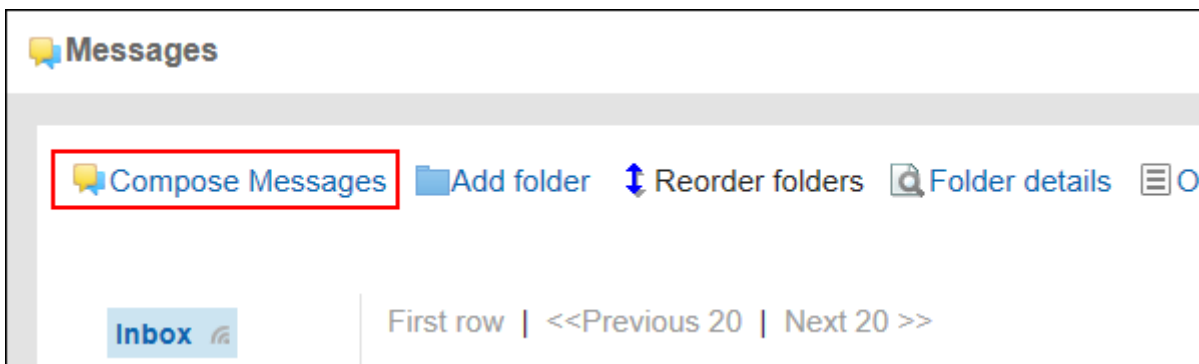 Messages
Compose Messages Add folder Reorder folders Folder details O
Inbox First row | <<Previous 20 | Next 20 >>